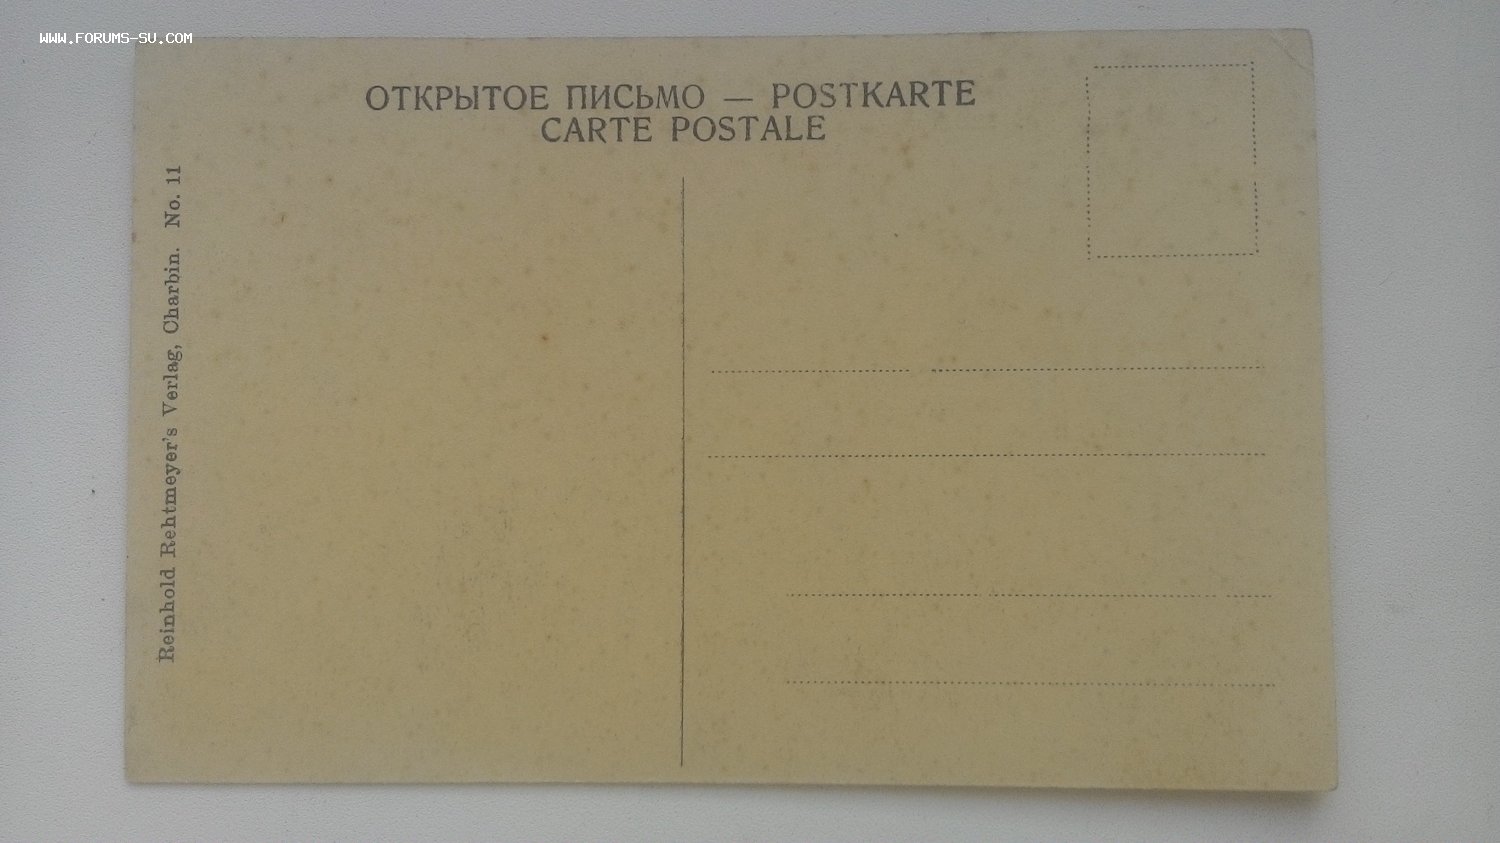 WWW.FORUMS-SU.COM
ОТКРЫТОЕ ПИСЬМО — POSTKARTE
CARTE POSTALE
Reinhold Rehtmeyer's Verlag, Charbin. No. 11